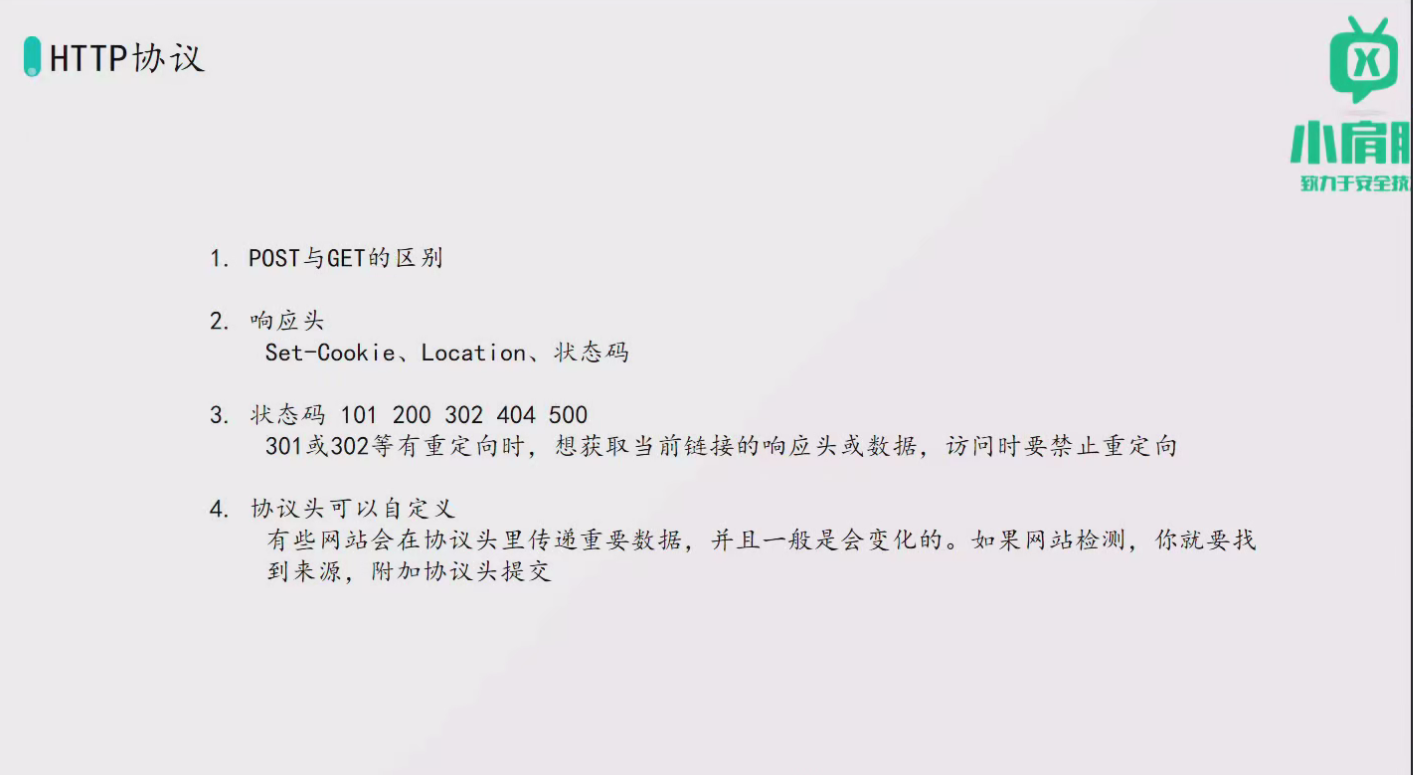 HTTP协议
小肩
致力于安全技
1. POST与GET的区别
2. 响应头
Set-Cookie、Location、状态码
3. 状态码 101 200 302 404 500
301或302等有重定向时，想获取当前链接的响应头或数据，访问时要禁止重定向
4. 协议头可以自定义
有些网站会在协议头里传递重要数据，并且一般是会变化的。如果网站检测，你就要找
到来源，附加协议头提交